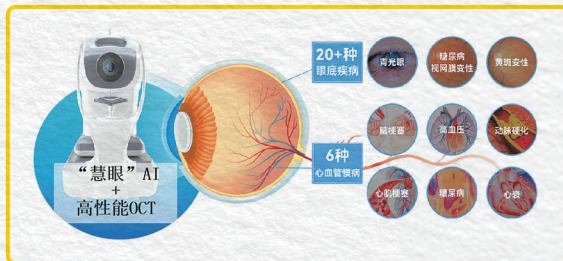 “慧眼”AI
+
高性能OCT
20+种
眼底疾病
青光眼
糖尿病
视网膜变性
黄斑变性
6种
心血管慢病
脑梗塞
高血压
动脉硬化
心肌梗塞
糖尿病
心衰